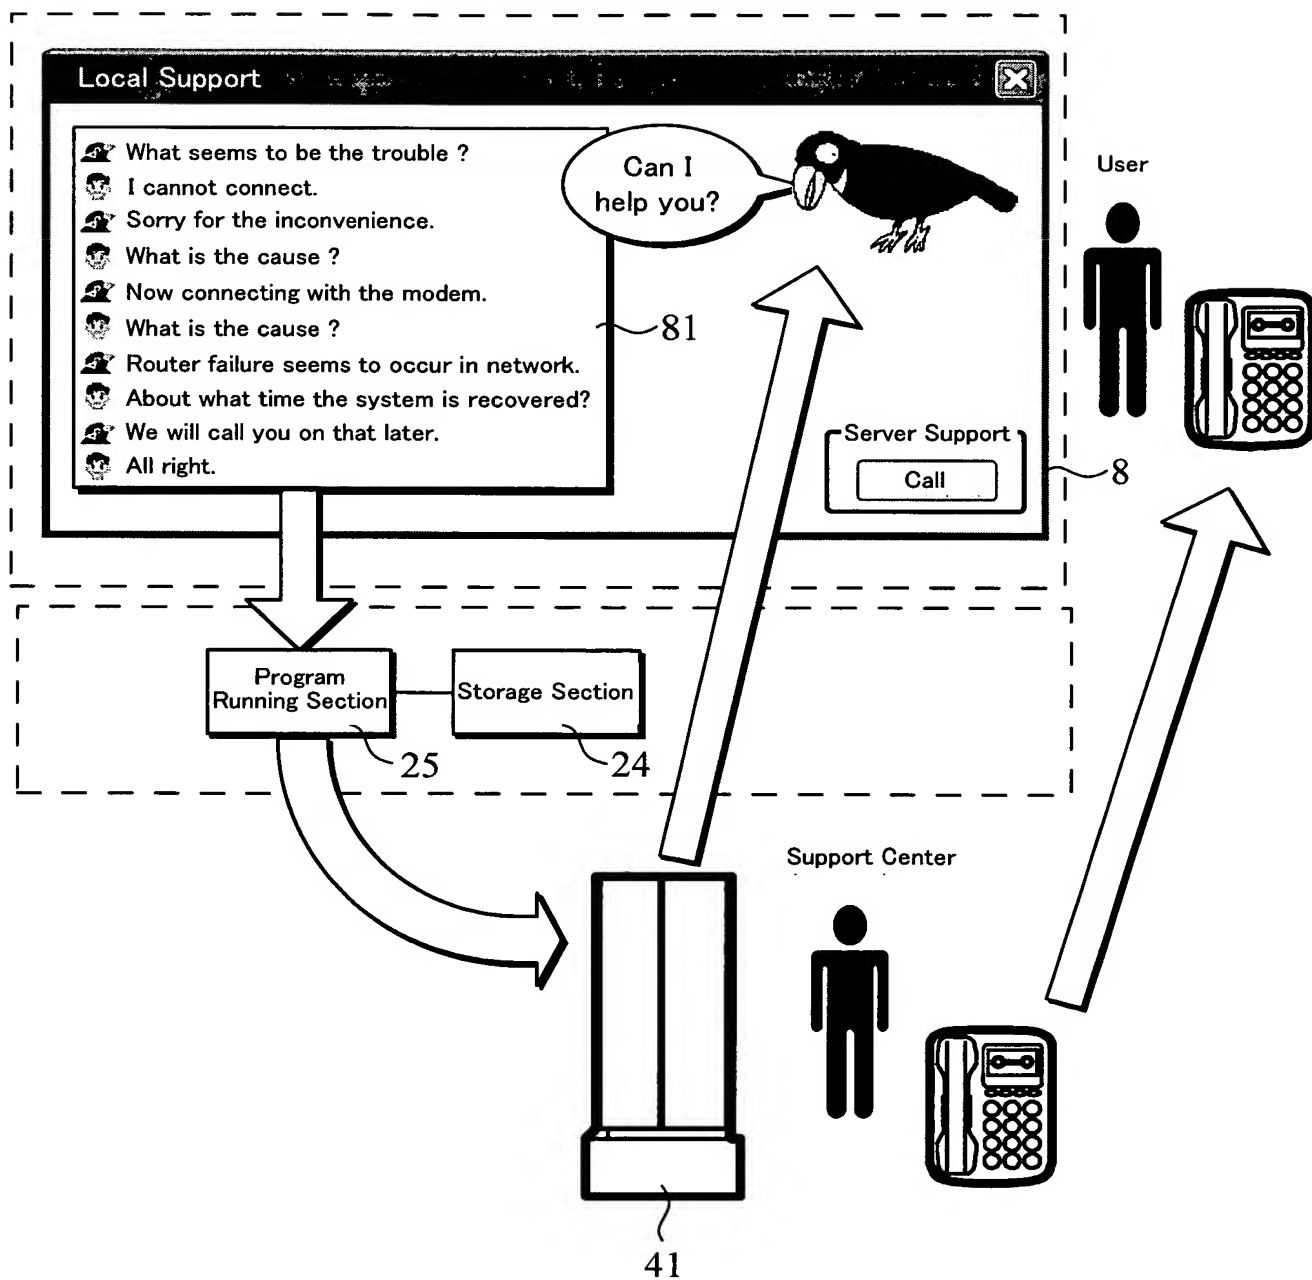 Local Support
What seems to be the trouble ?
I cannot connect.
Sorry for the inconvenience.
What is the cause ?
Now connecting with the modem.
What is the cause ?
Router failure seems to occur in network.
About what time the system is recovered?
We will call you on that later.
All right.
Can I
help you?
81
Server Support
Call
8
User
Program
Running Section
25
Storage Section
24
Support Center
41